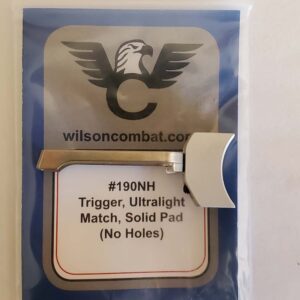 wilsoncombat.com
#190NH
Trigger, Ultralight
Match, Solid Pad
(No Holes)